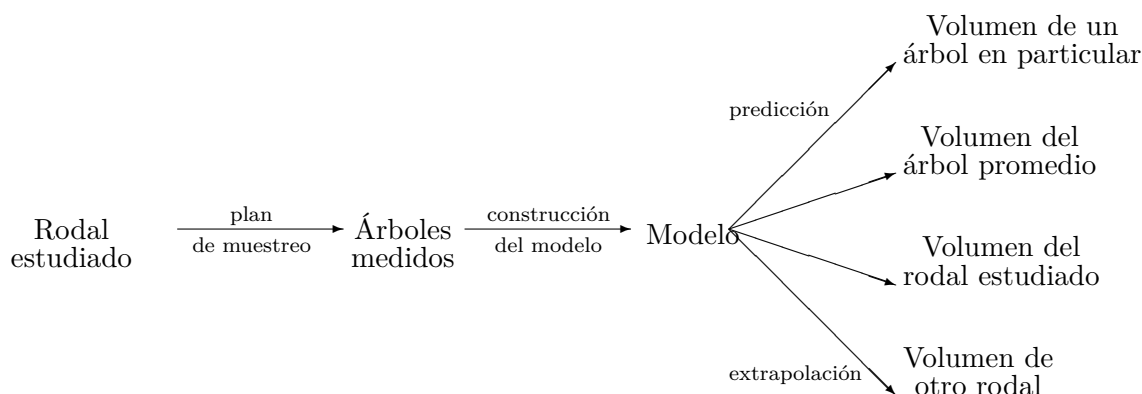 Rodal
estudiado
plan
de muestreo
Árboles
medidos
construcción
del modelo
Modelo
predicción
extrapolación
Volumen de un
árbol en particular
Volumen del
árbol promedio
Volumen del
rodal estudiado
Volumen de
otro rodal